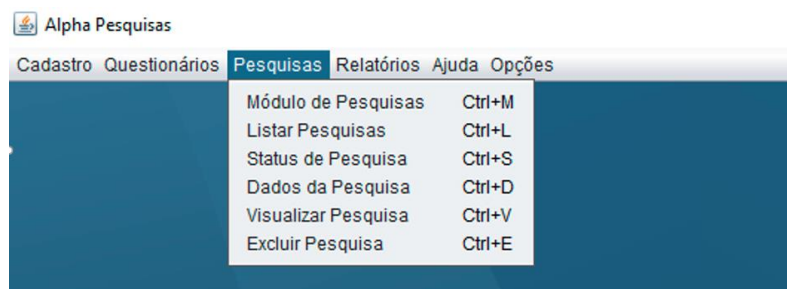 Alpha Pesquisas
Cadastro Questionários Pesquisas Relatórios Ajuda Opções
Módulo de Pesquisas Ctrl+M
Listar Pesquisas Ctrl+L
Status de Pesquisa Ctrl+S
Dados da Pesquisa Ctrl+D
Visualizar Pesquisa Ctrl+V
Excluir Pesquisa Ctrl+E